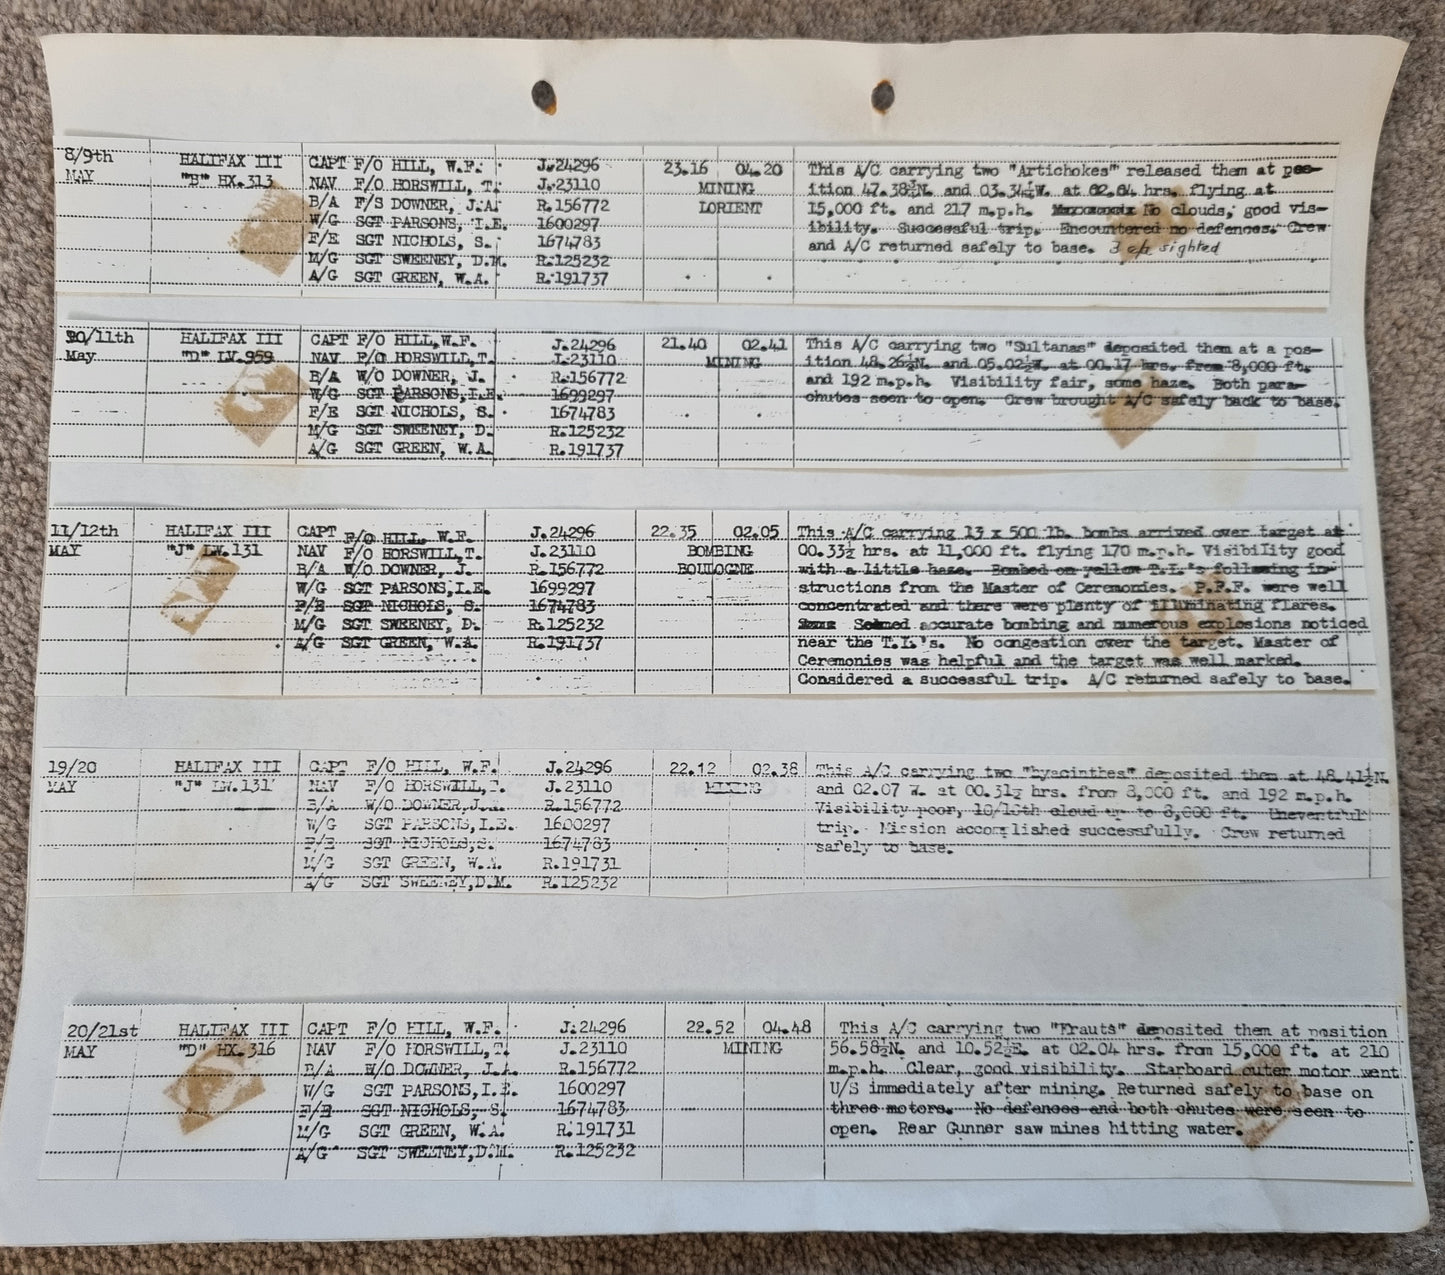 8/9th HALIFAX III CAPT F/O HILL, W.F. J.24296 23.16 04.20 This A/C carrying two "Artichokes" released them at pos-
MAY "B" HX.313 NAV F/O HORSWILL, T. J.23110 MINING ition 47.38½N. and 03.34½W. at 02.04 hrs. flying at
B/A F/S DOWNER, J.A. R.156772 LORIENT 15,000 ft. and 217 m.p.h. No clouds, good vis-
W/G SGT PARSONS, I.E. 1600297 ibility. Successful trip. Encountered no defences. Crew
F/E SGT NICHOLS, S. 1674783 and A/C returned safely to base. 3 a/c sighted
M/G SGT SWEENEY, D.M. R.125232
A/G SGT GREEN, W.A. R.191737
10/11th HALIFAX III CAPT F/O HILL, W.F. J.24296 21.40 02.41 This A/C carrying two "Sultanas" deposited them at a pos-
May "D" LV.959 NAV F/O HORSWILL, T. J.23110 MINING ition 48.26½N. and 05.02½W. at 00.17 hrs. from 8,000 ft.
B/A W/O DOWNER, J. R.156772 and 192 m.p.h. Visibility fair, some haze. Both para-
W/G SGT PARSONS, I.E. 1699297 chutes seen to open. Crew brought A/C safely back to base.
F/E SGT NICHOLS, S. 1674783
M/G SGT SWEENEY, D. R.125232
A/G SGT GREEN, W.A. R.191737
11/12th HALIFAX III CAPT F/O HILL, W.F. J.24296 22.35 02.05 This A/C carrying 13 x 500 lb. bombs arrived over target at
MAY "J" LW.131 NAV F/O HORSWILL, T. J.23110 BOMBING 00.33½ hrs. at 11,000 ft. flying 170 m.p.h. Visibility good
B/A W/O DOWNER, J. R.156772 BOULOGNE with a little haze. Bombed on yellow T.I.'s following in-
W/G SGT PARSONS, I.E. 1699297 structions from the Master of Ceremonies. P.F.F. were well
F/E SGT NICHOLS, S. 1674783 concentrated and there were plenty of illuminating flares.
M/G SGT SWEENEY, D. R.125232 Seemed accurate bombing and numerous explosions noticed
A/G SGT GREEN, W.A. R.191737 near the T.I.'s. No congestion over the target. Master of
Ceremonies was helpful and the target was well marked.
Considered a successful trip. A/C returned safely to base.
19/20 HALIFAX III CAPT F/O HILL, W.F. J.24296 22.12 02.38 This A/C carrying two "hyacinthes" deposited them at 48.41½N.
MAY "J" LW.131 NAV F/O HORSWILL, T. J.23110 MINING and 02.07 W. at 00.31½ hrs. from 8,000 ft. and 192 m.p.h.
B/A W/O DOWNER, J.A. R.156772 Visibility poor, 10/10th cloud up to 8,000 ft. Uneventful
W/G SGT PARSONS, I.E. 1600297 trip. Mission accomplished successfully. Crew returned
F/E SGT NICHOLS, S. 1674783 safely to base.
M/G SGT GREEN, W.A. R.191731
A/G SGT SWEENEY, D.M. R.125232
20/21st HALIFAX III CAPT F/O HILL, W.F. J.24296 22.52 04.48 This A/C carrying two "Krauts" deposited them at position
MAY "D" HX.316 NAV F/O HORSWILL, T. J.23110 MINING 56.58½N. and 10.52½E. at 02.04 hrs. from 15,000 ft. at 210
B/A W/O DOWNER, J.A. R.156772 m.p.h. Clear, good visibility. Starboard outer motor went
W/G SGT PARSONS, I.E. 1600297 U/S immediately after mining. Returned safely to base on
F/E SGT NICHOLS, S. 1674783 three motors. No defences and both chutes were seen to
M/G SGT GREEN, W.A. R.191731 open. Rear Gunner saw mines hitting water.
A/G SGT SWEENEY, D.M. R.125232